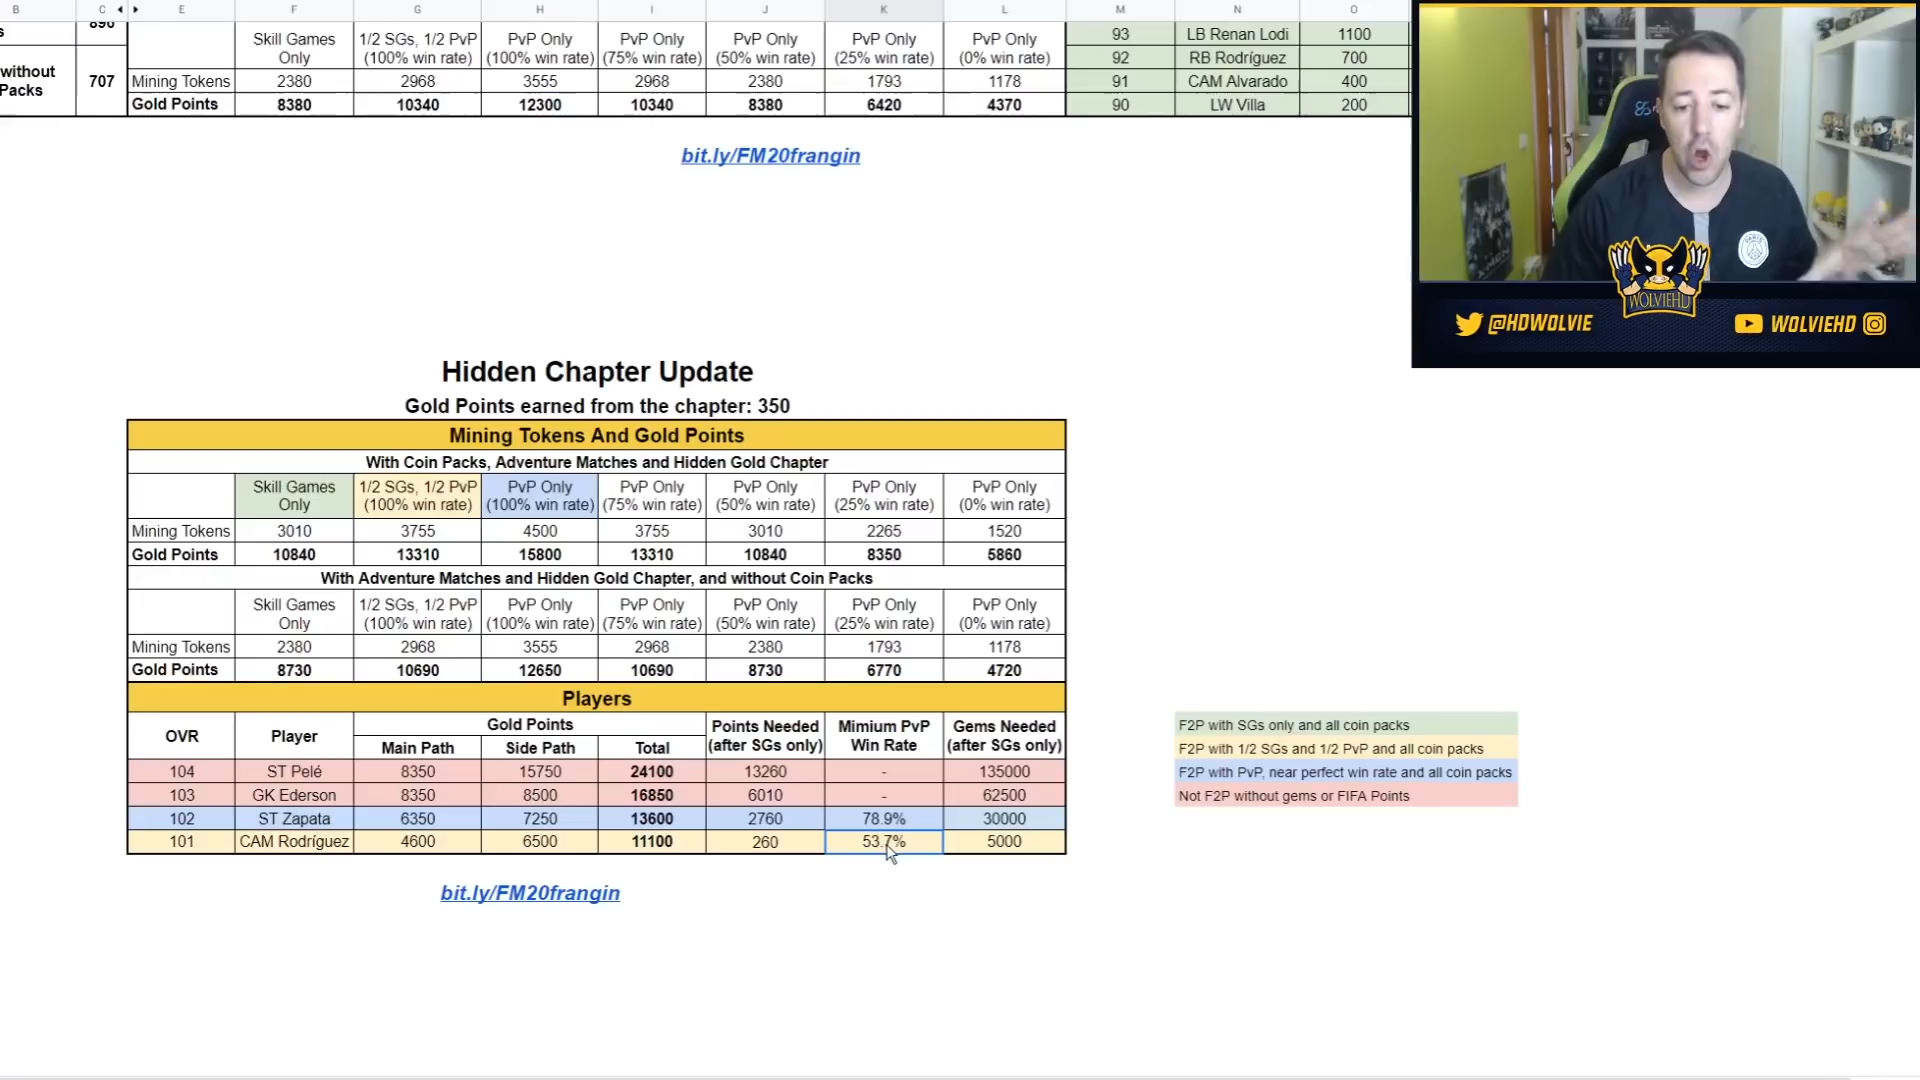 B C E F G H I J K L M N O
s 896
without Packs 707
Skill Games Only 1/2 SGs, 1/2 PvP (100% win rate) PvP Only (100% win rate) PvP Only (75% win rate) PvP Only (50% win rate) PvP Only (25% win rate) PvP Only (0% win rate)
Mining Tokens 2380 2968 3555 2968 2380 1793 1178
Gold Points 8380 10340 12300 10340 8380 6420 4370
93 LB Renan Lodi 1100
92 RB Rodríguez 700
91 CAM Alvarado 400
90 LW Villa 200
bit.ly/FM20frangin
WOLVIEHD
@HDWOLVIE WOLVIEHD
Hidden Chapter Update
Gold Points earned from the chapter: 350
Mining Tokens And Gold Points
With Coin Packs, Adventure Matches and Hidden Gold Chapter
Skill Games Only 1/2 SGs, 1/2 PvP (100% win rate) PvP Only (100% win rate) PvP Only (75% win rate) PvP Only (50% win rate) PvP Only (25% win rate) PvP Only (0% win rate)
Mining Tokens 3010 3755 4500 3755 3010 2265 1520
Gold Points 10840 13310 15800 13310 10840 8350 5860
With Adventure Matches and Hidden Gold Chapter, and without Coin Packs
Skill Games Only 1/2 SGs, 1/2 PvP (100% win rate) PvP Only (100% win rate) PvP Only (75% win rate) PvP Only (50% win rate) PvP Only (25% win rate) PvP Only (0% win rate)
Mining Tokens 2380 2968 3555 2968 2380 1793 1178
Gold Points 8730 10690 12650 10690 8730 6770 4720
Players
OVR Player Gold Points Points Needed (after SGs only) Mimium PvP Win Rate Gems Needed (after SGs only)
Main Path Side Path Total
104 ST Pelé 8350 15750 24100 13260 - 135000
103 GK Ederson 8350 8500 16850 6010 - 62500
102 ST Zapata 6350 7250 13600 2760 78.9% 30000
101 CAM Rodríguez 4600 6500 11100 260 53.7% 5000
F2P with SGs only and all coin packs
F2P with 1/2 SGs and 1/2 PvP and all coin packs
F2P with PvP, near perfect win rate and all coin packs
Not F2P without gems or FIFA Points
bit.ly/FM20frangin